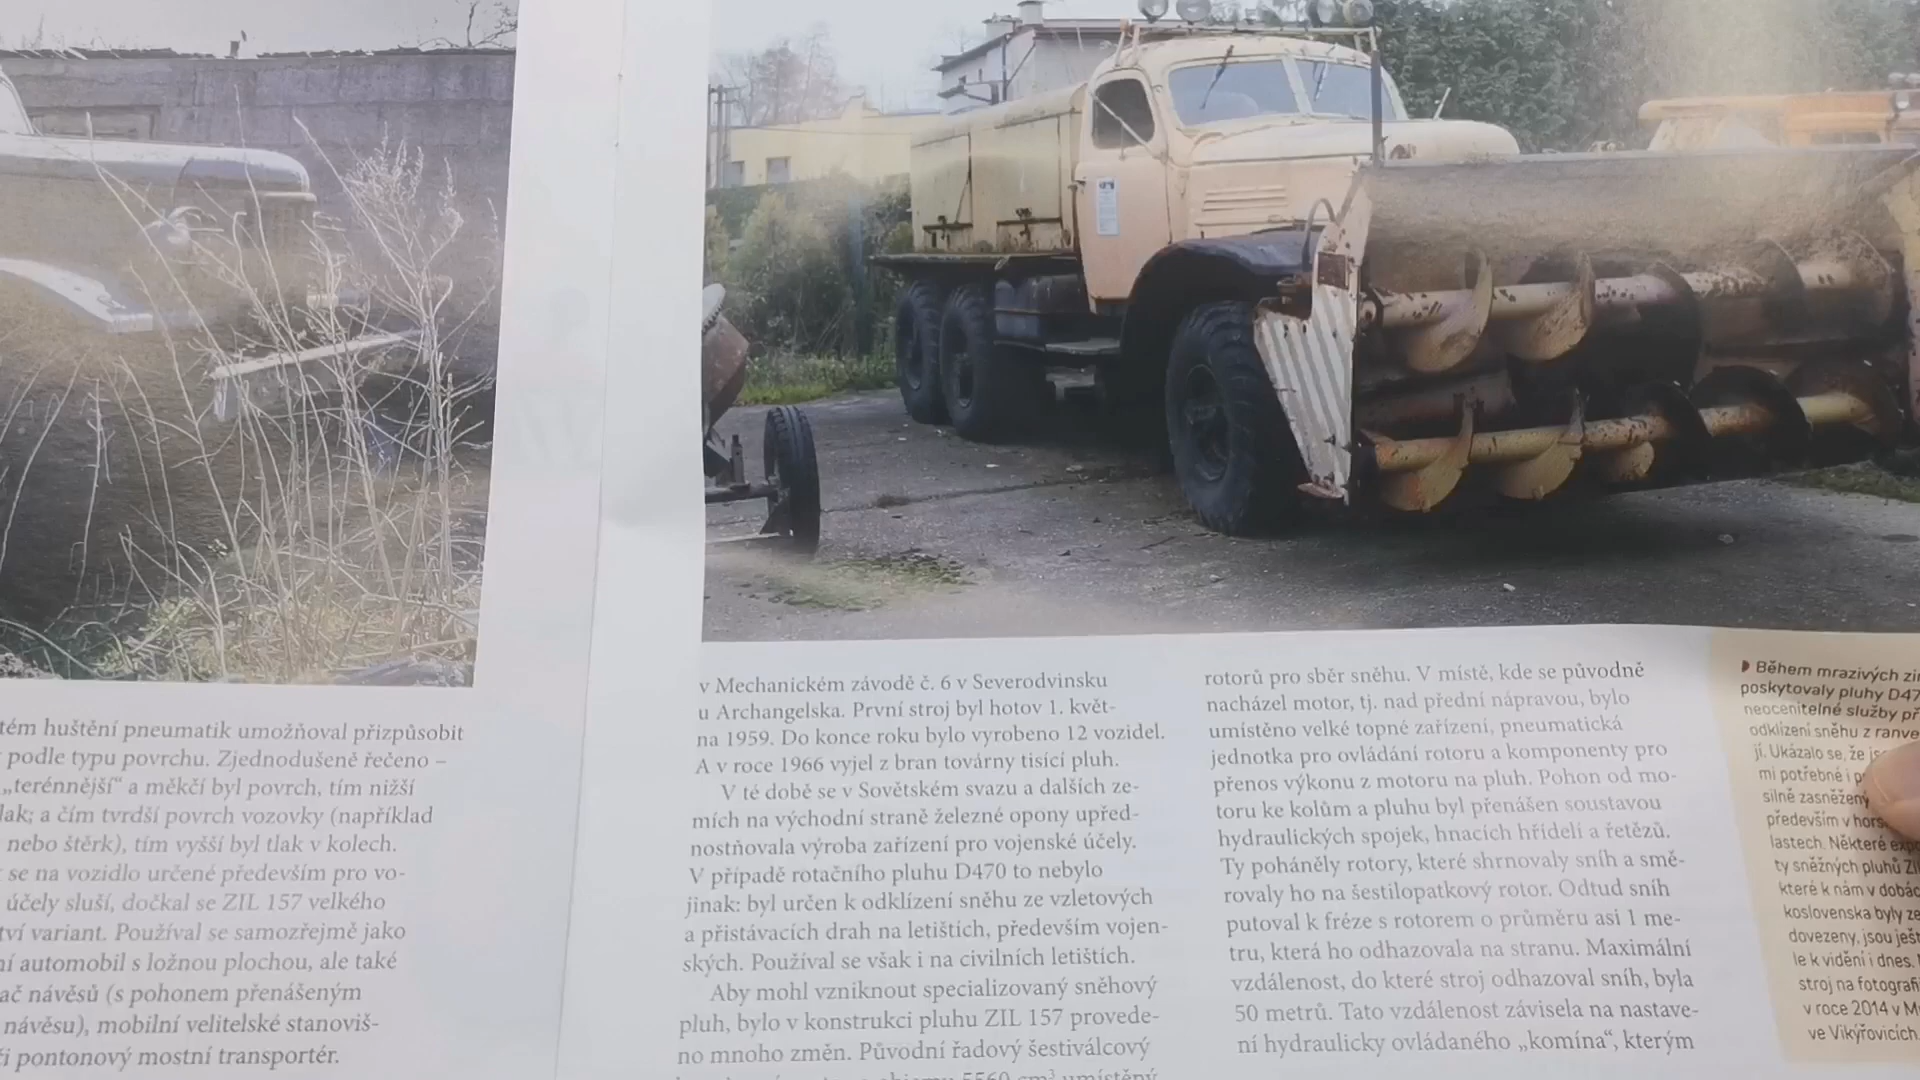 tém huštění pneumatik umožňoval přizpůsobit
podle typu povrchu. Zjednodušeně řečeno –
„terénnější“ a měkčí byl povrch, tím nižší
lak; a čím tvrdší povrch vozovky (například
nebo štěrk), tím vyšší byl tlak v kolech.
se na vozidlo určené především pro vo-
účely sluší, dočkal se ZIL 157 velkého
tví variant. Používal se samozřejmě jako
ní automobil s ložnou plochou, ale také
ač návěsů (s pohonem přenášeným
návěsu), mobilní velitelské stanoviš-
či pontonový mostní transportér.
v Mechanickém závodě č. 6 v Severodvinsku
u Archangelska. První stroj byl hotov 1. květ-
na 1959. Do konce roku bylo vyrobeno 12 vozidel.
A v roce 1966 vyjel z bran továrny tisící pluh.
V té době se v Sovětském svazu a dalších ze-
mích na východní straně železné opony upřed-
nostňovala výroba zařízení pro vojenské účely.
V případě rotačního pluhu D470 to nebylo
jinak: byl určen k odklízení sněhu ze vzletových
a přistávacích drah na letištích, především vojen-
ských. Používal se však i na civilních letištích.
Aby mohl vzniknout specializovaný sněhový
pluh, bylo v konstrukci pluhu ZIL 157 provede-
no mnoho změn. Původní řadový šestiválcový
5560 cm³ umístěný
rotorů pro sběr sněhu. V místě, kde se původně
nacházel motor, tj. nad přední nápravou, bylo
umístěno velké topné zařízení, pneumatická
jednotka pro ovládání rotoru a komponenty pro
přenos výkonu z motoru na pluh. Pohon od mo-
toru ke kolům a pluhu byl přenášen soustavou
hydraulických spojek, hnacích hřídelí a řetězů.
Ty poháněly rotory, které shrnovaly sníh a smě-
rovaly ho na šestilopatkový rotor. Odtud sníh
putoval k fréze s rotorem o průměru asi 1 me-
tru, která ho odhazovala na stranu. Maximální
vzdálenost, do které stroj odhazoval sníh, byla
50 metrů. Tato vzdálenost závisela na nastave-
ní hydraulicky ovládaného „komína“, kterým
Během mrazivých zi
poskytovaly pluhy D47
neocenitelné služby př
odklízení sněhu z ranve
jí. Ukázalo se, že js
mi potřebné i p
silně zasněžený
především v hors
lastech. Některé exp
ty sněžných pluhů ZI
které k nám v dobác
koslovenska byly ze
dovezeny, jsou ješt
le k vidění i dnes.
stroj na fotografi
v roce 2014 v M
ve Vikýřovicích.